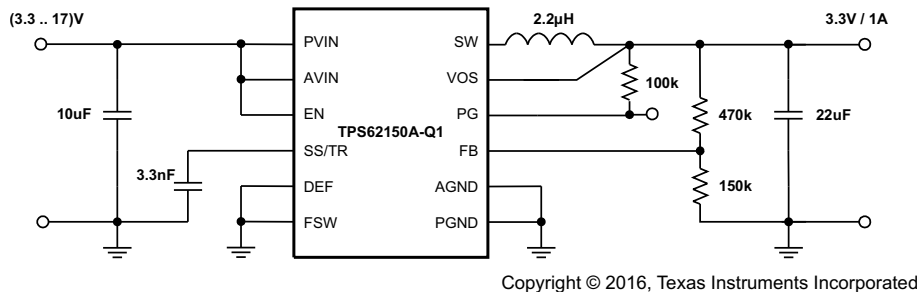 (3.3 .. 17)V
2.2µH
3.3V / 1A
PVIN
SW
AVIN
VOS
100k
10uF
EN
PG
470k
22uF
TPS62150A-Q1
SS/TR
FB
3.3nF
DEF
AGND
150k
FSW
PGND
Copyright © 2016, Texas Instruments Incorporated